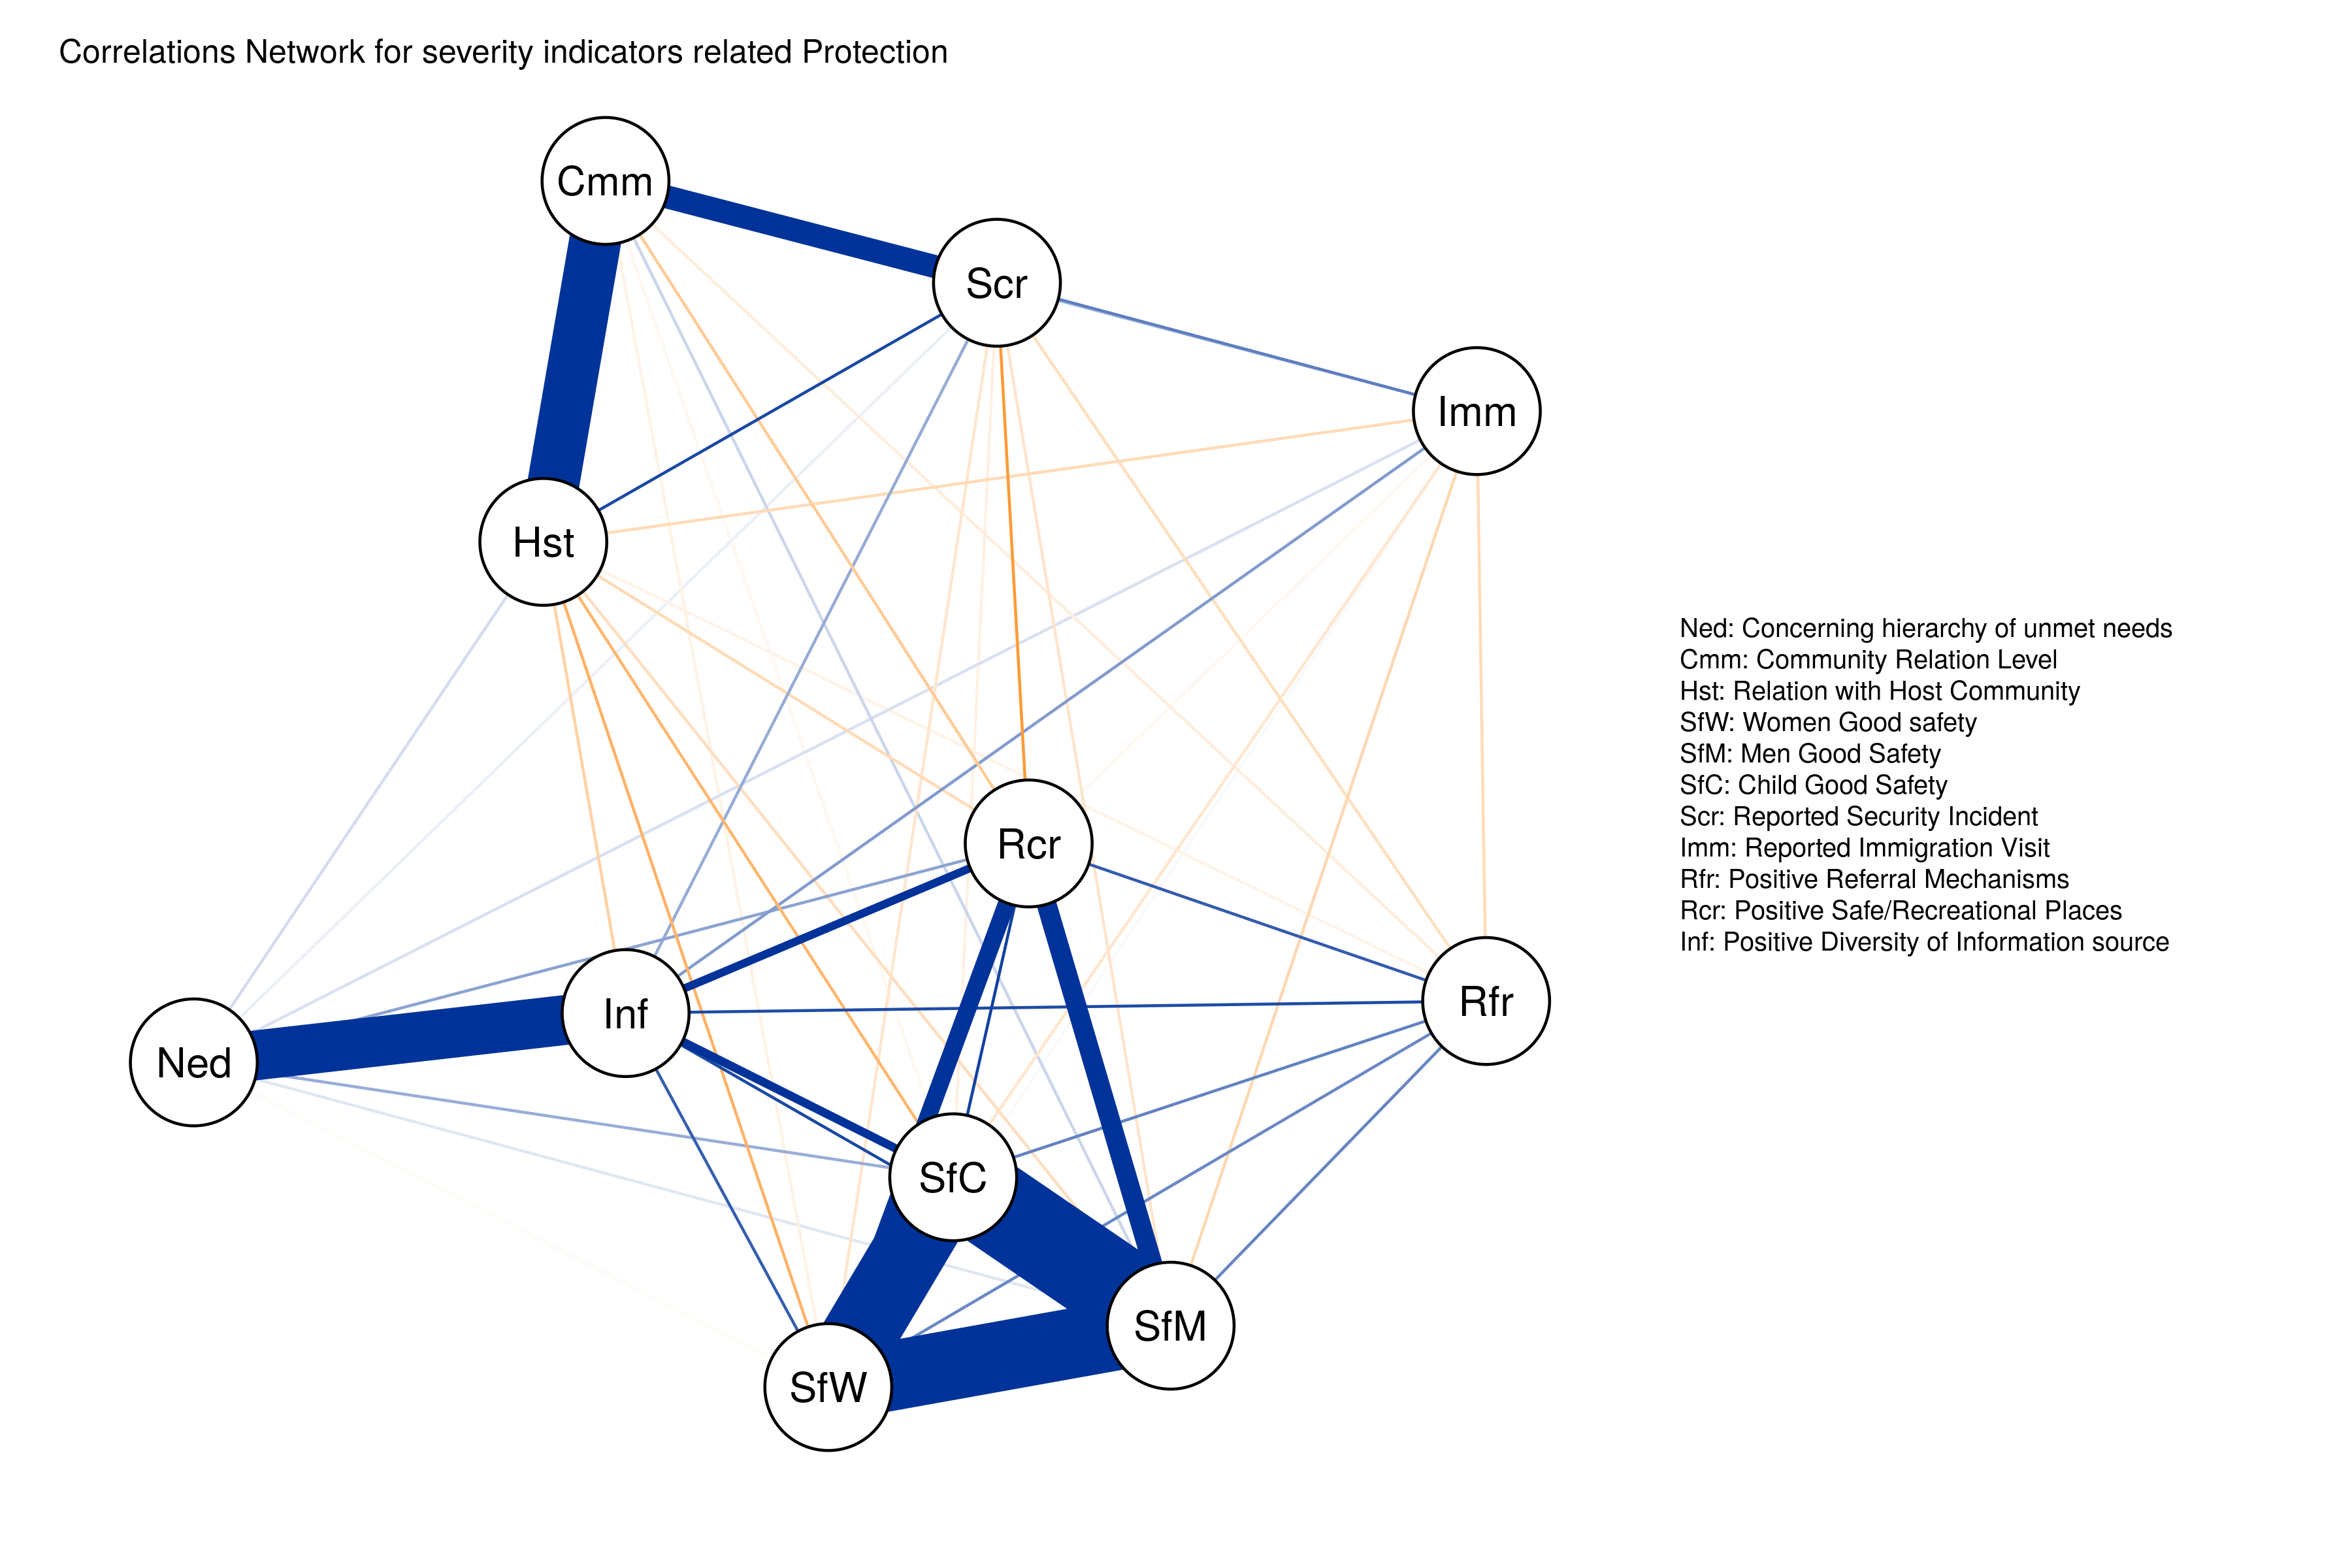 Correlations Network for severity indicators related Protection
Cmm
Scr
Imm
Hst
Rcr
Rfr
Inf
Ned
SfC
SfM
SfW
Ned: Concerning hierarchy of unmet needs
Cmm: Community Relation Level
Hst: Relation with Host Community
SfW: Women Good safety
SfM: Men Good Safety
SfC: Child Good Safety
Scr: Reported Security Incident
Imm: Reported Immigration Visit
Rfr: Positive Referral Mechanisms
Rcr: Positive Safe/Recreational Places
Inf: Positive Diversity of Information source